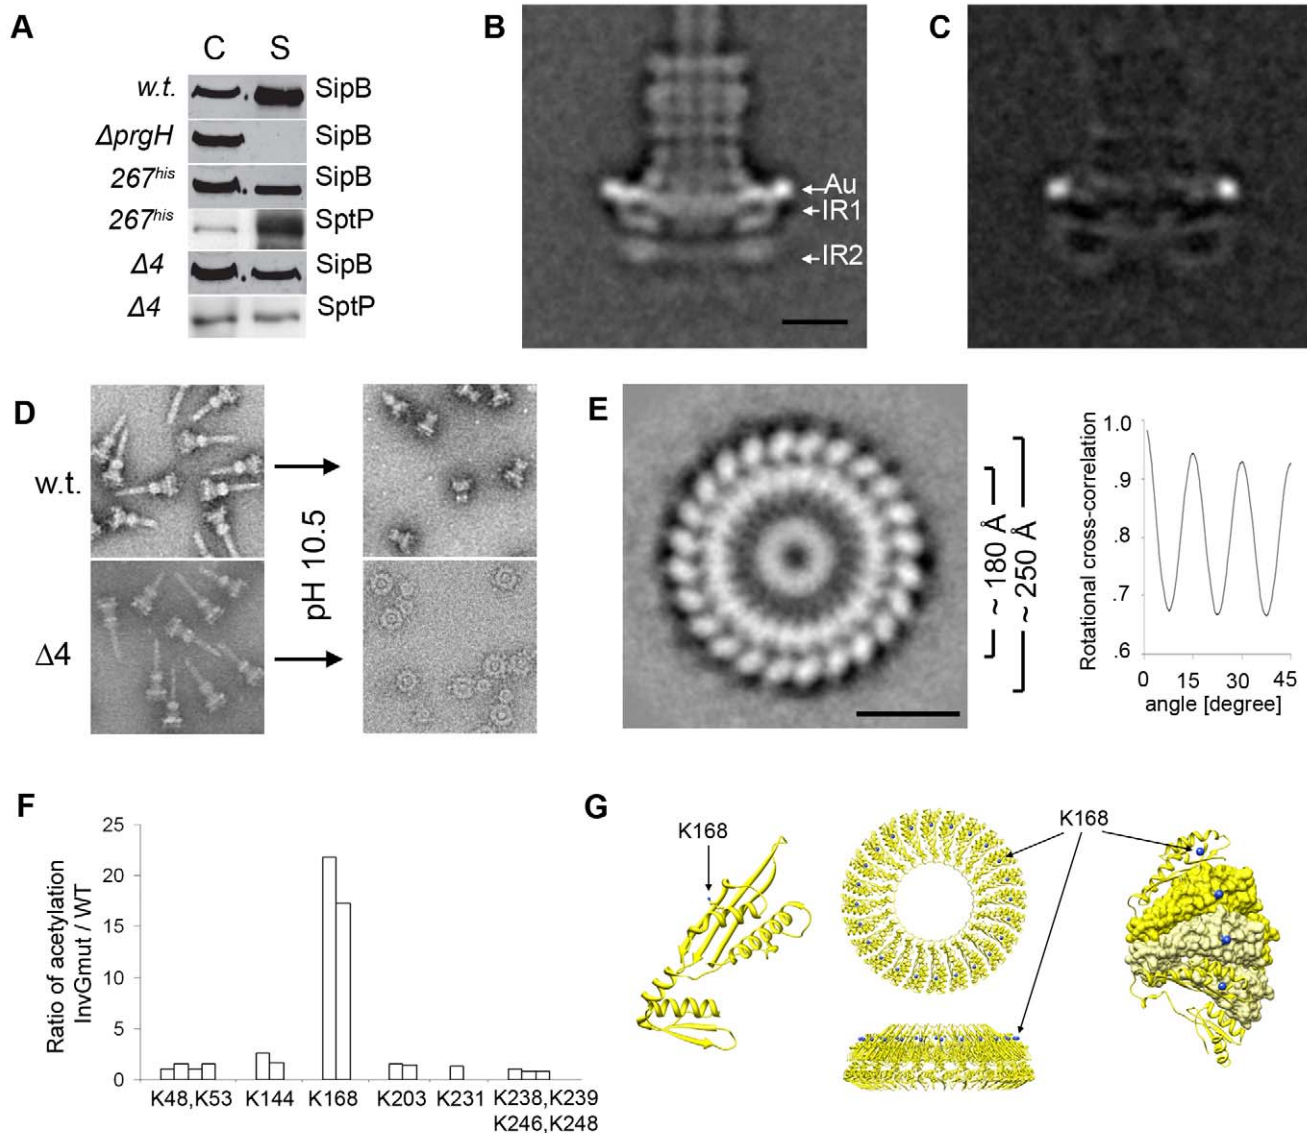 A
C S
w.t. SipB
ΔprgH SipB
267his SipB
267his SptP
Δ4 SipB
Δ4 SptP
B
Au
IR1
IR2
C
D
w.t.
pH 10.5
Δ4
E
~ 180 Å
~ 250 Å
Rotational cross-correlation
1.0
.9
.8
.7
.6
0 15 30 45
angle [degree]
F
Ratio of acetylation
InvGmut / WT
25
20
15
10
5
0
K48,K53 K144 K168 K203 K231 K238,K239
K246,K248
G
K168
K168